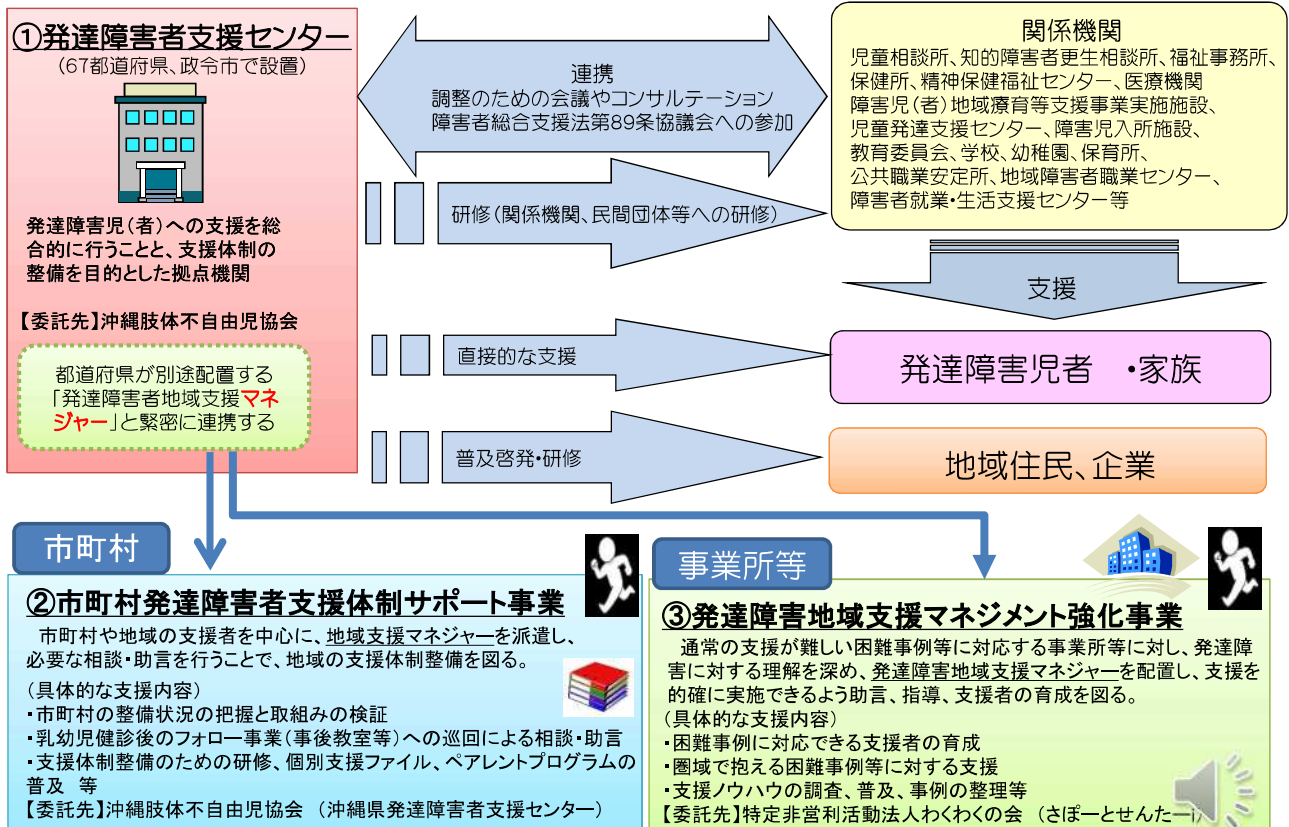 ①発達障害者支援センター
(67都道府県、政令市で設置)
発達障害児(者)への支援を総
合的に行うことと、支援体制の
整備を目的とした拠点機関
【委託先】沖縄肢体不自由児協会
都道府県が別途配置する
「発達障害者地域支援マネ
ジャー」と緊密に連携する
連携
調整のための会議やコンサルテーション
障害者総合支援法第89条協議会への参加
研修(関係機関、民間団体等への研修)
直接的な支援
普及啓発・研修
関係機関
児童相談所、知的障害者更生相談所、福祉事務所、
保健所、精神保健福祉センター、医療機関
障害児(者)地域療育等支援事業実施施設、
児童発達支援センター、障害児入所施設、
教育委員会、学校、幼稚園、保育所、
公共職業安定所、地域障害者職業センター、
障害者就業・生活支援センター等
支援
発達障害児者　・家族
地域住民、企業
市町村
②市町村発達障害者支援体制サポート事業
市町村や地域の支援者を中心に、地域支援マネジャーを派遣し、
必要な相談・助言を行うことで、地域の支援体制整備を図る。
(具体的な支援内容)
・市町村の整備状況の把握と取組みの検証
・乳幼児健診後のフォロー事業(事後教室等)への巡回による相談・助言
・支援体制整備のための研修、個別支援ファイル、ペアレントプログラムの
普及　等
【委託先】沖縄肢体不自由児協会　(沖縄県発達障害者支援センター)
事業所等
③発達障害地域支援マネジメント強化事業
通常の支援が難しい困難事例等に対応する事業所等に対し、発達障
害に対する理解を深め、発達障害地域支援マネジャーを配置し、支援を
的確に実施できるよう助言、指導、支援者の育成を図る。
(具体的な支援内容)
・困難事例に対応できる支援者の育成
・圏域で抱える困難事例等に対する支援
・支援ノウハウの調査、普及、事例の整理等
【委託先】特定非営利活動法人わくわくの会　(さぽーとせんたー